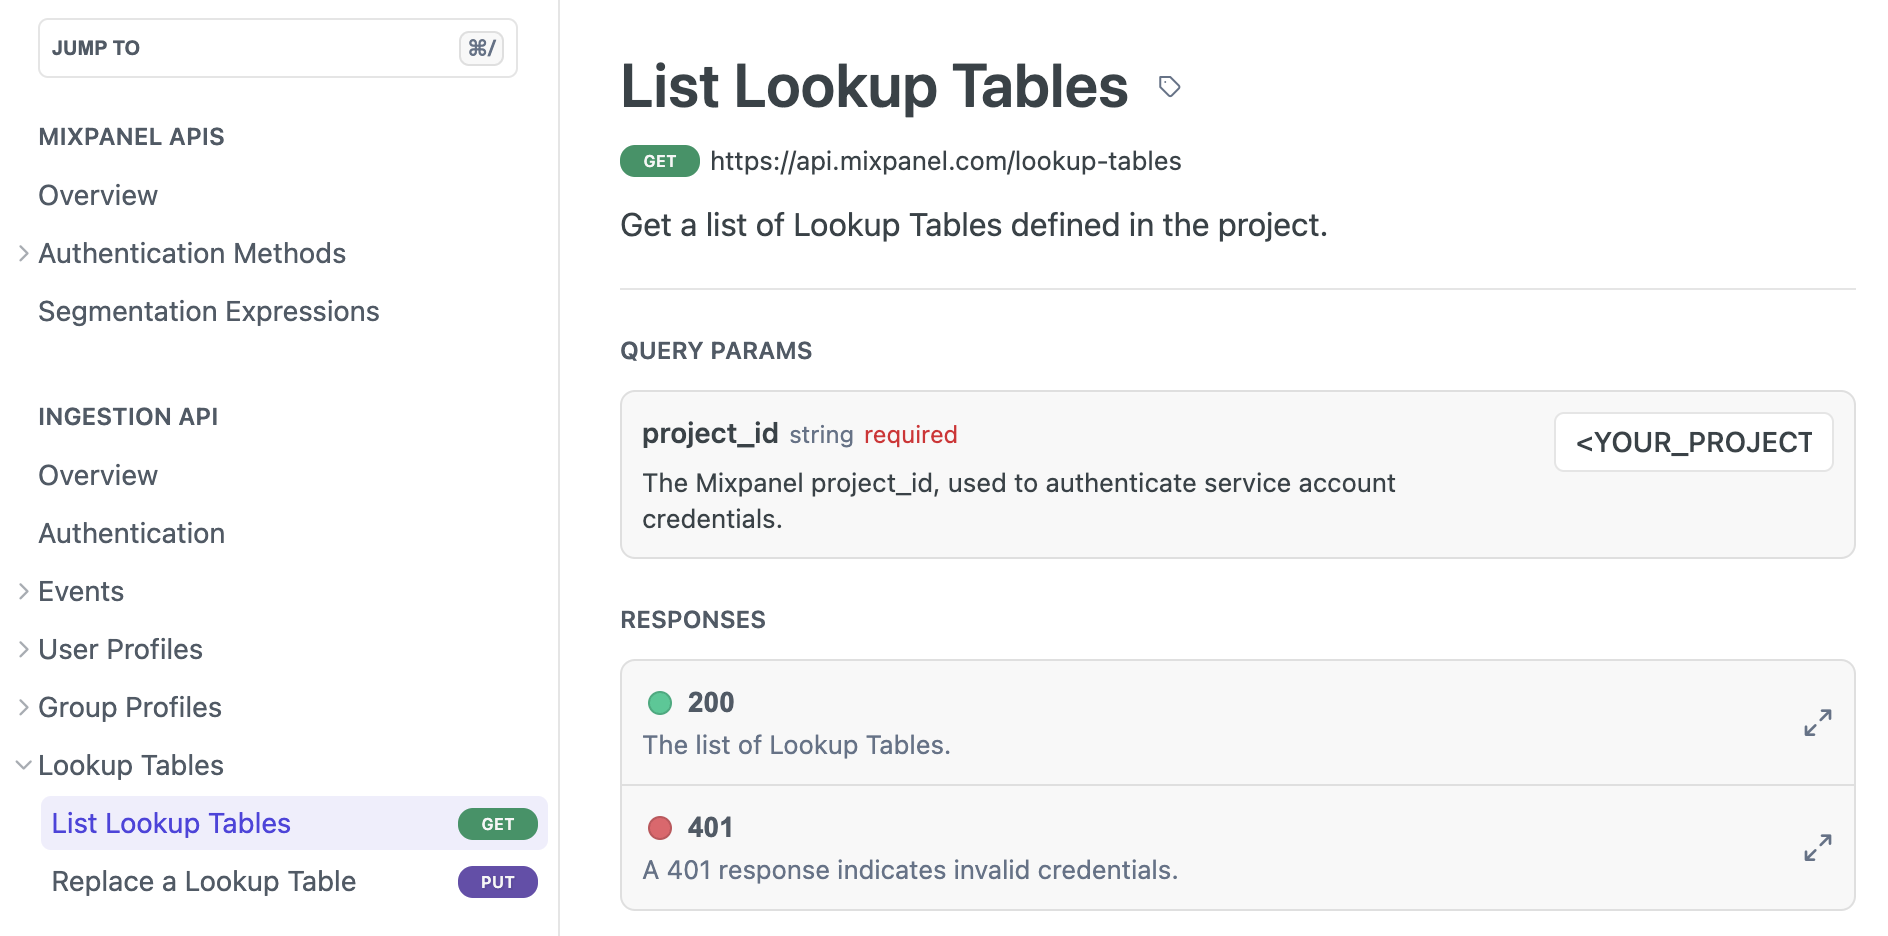 JUMP TO
⌘/
MIXPANEL APIS
Overview
Authentication Methods
Segmentation Expressions
INGESTION API
Overview
Authentication
Events
User Profiles
Group Profiles
Lookup Tables
List Lookup Tables GET
Replace a Lookup Table PUT
List Lookup Tables
GET https://api.mixpanel.com/lookup-tables
Get a list of Lookup Tables defined in the project.
QUERY PARAMS
project_id string required
<YOUR_PROJECT
The Mixpanel project_id, used to authenticate service account
credentials.
RESPONSES
200
The list of Lookup Tables.
401
A 401 response indicates invalid credentials.